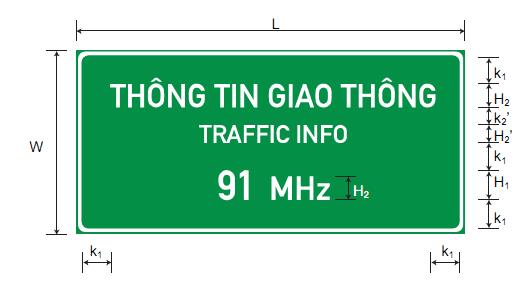 L
THÔNG TIN GIAO THÔNG
TRAFFIC INFO
91 MHz
H₂
W
k₁
H₂
k₂'
H₂'
k₁
H₁
k₁
k₁
k₁